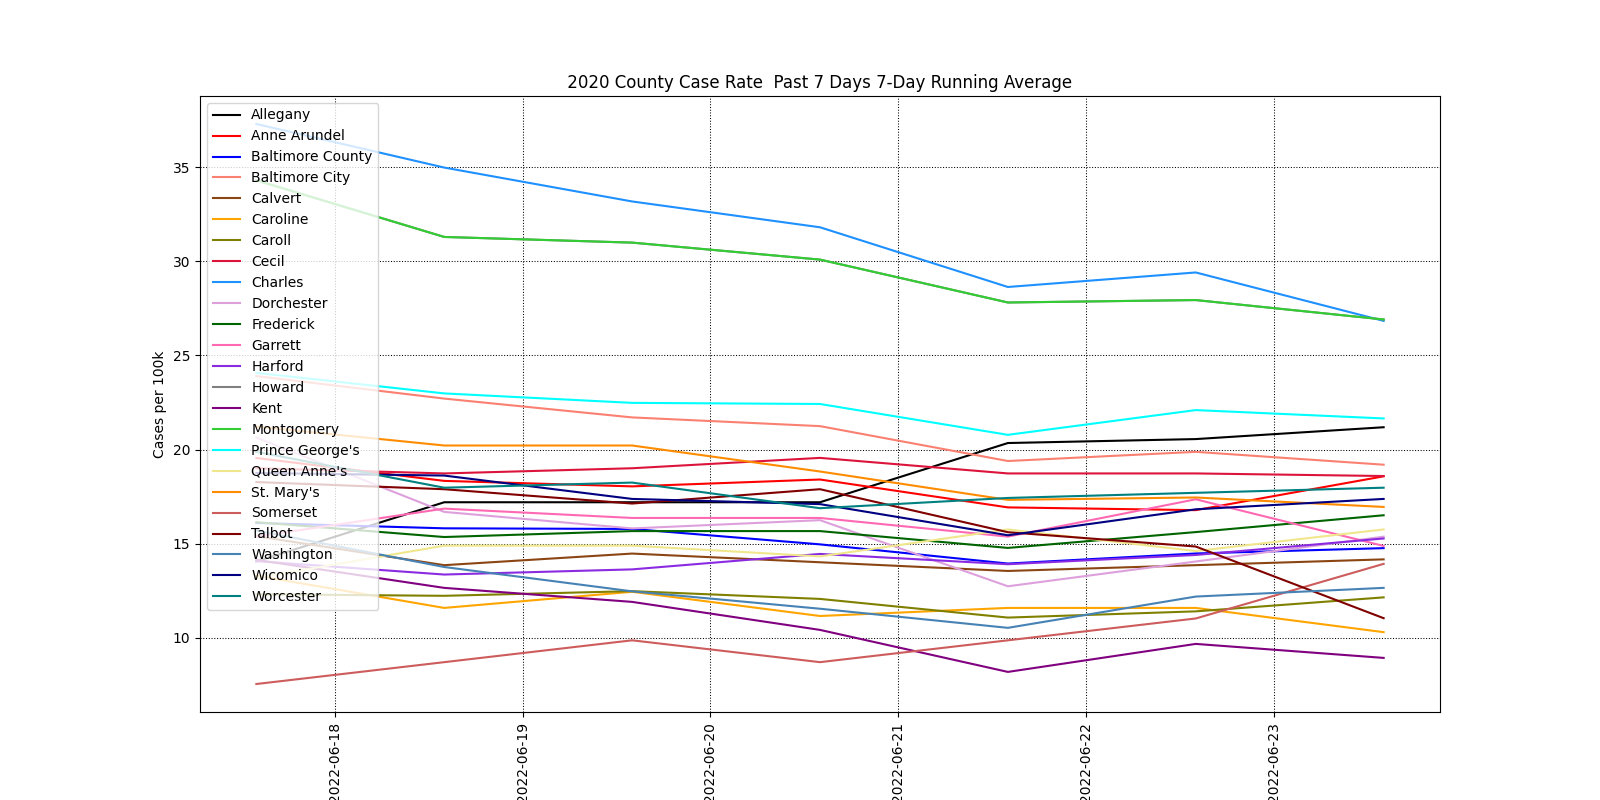 2020 County Case Rate  Past 7 Days 7-Day Running Average
Allegany
Anne Arundel
Baltimore County
Baltimore City
Calvert
Caroline
Caroll
Cecil
Charles
Dorchester
Frederick
Garrett
Harford
Howard
Kent
Montgomery
Prince George's
Queen Anne's
St. Mary's
Somerset
Talbot
Washington
Wicomico
Worcester
Cases per 100k
35
30
25
20
15
10
2022-06-18
2022-06-19
2022-06-20
2022-06-21
2022-06-22
2022-06-23